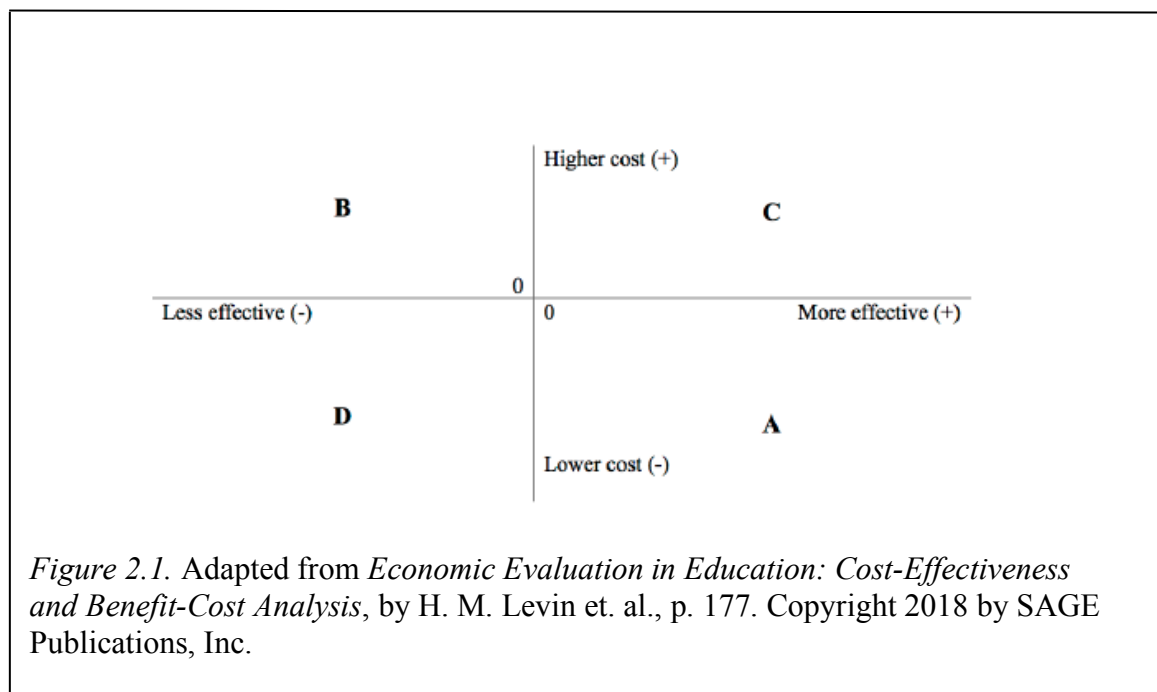 Higher cost (+)
B
C
0
Less effective (-)
0
More effective (+)
D
A
Lower cost (-)
Figure 2.1. Adapted from Economic Evaluation in Education: Cost-Effectiveness
and Benefit-Cost Analysis, by H. M. Levin et. al., p. 177. Copyright 2018 by SAGE
Publications, Inc.